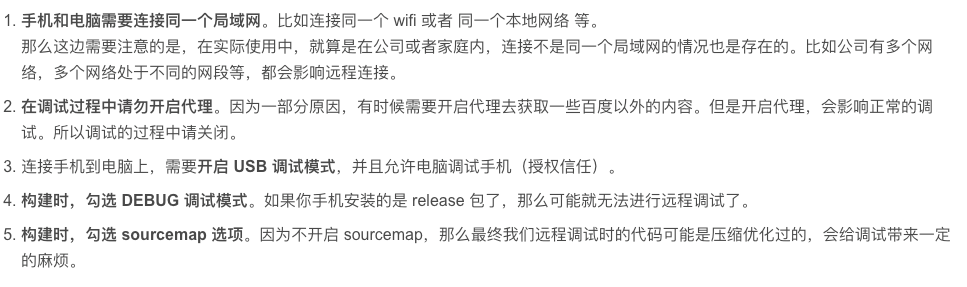 1. 手机和电脑需要连接同一个局域网。比如连接同一个 wifi 或者 同一个本地网络 等。
那么这边需要注意的是，在实际使用中，就算是在公司或者家庭内，连接不是同一个局域网的情况也是存在的。比如公司有多个网
络，多个网络处于不同的网段等，都会影响远程连接。
2. 在调试过程中请勿开启代理。因为一部分原因，有时候需要开启代理去获取一些百度以外的内容。但是开启代理，会影响正常的调
试。所以调试的过程中请关闭。
3. 连接手机到电脑上，需要开启 USB 调试模式，并且允许电脑调试手机（授权信任）。
4. 构建时，勾选 DEBUG 调试模式。如果你手机安装的是 release 包了，那么可能就无法进行远程调试了。
5. 构建时，勾选 sourcemap 选项。因为不开启 sourcemap，那么最终我们远程调试时的代码可能是压缩优化过的，会给调试带来一定
的麻烦。